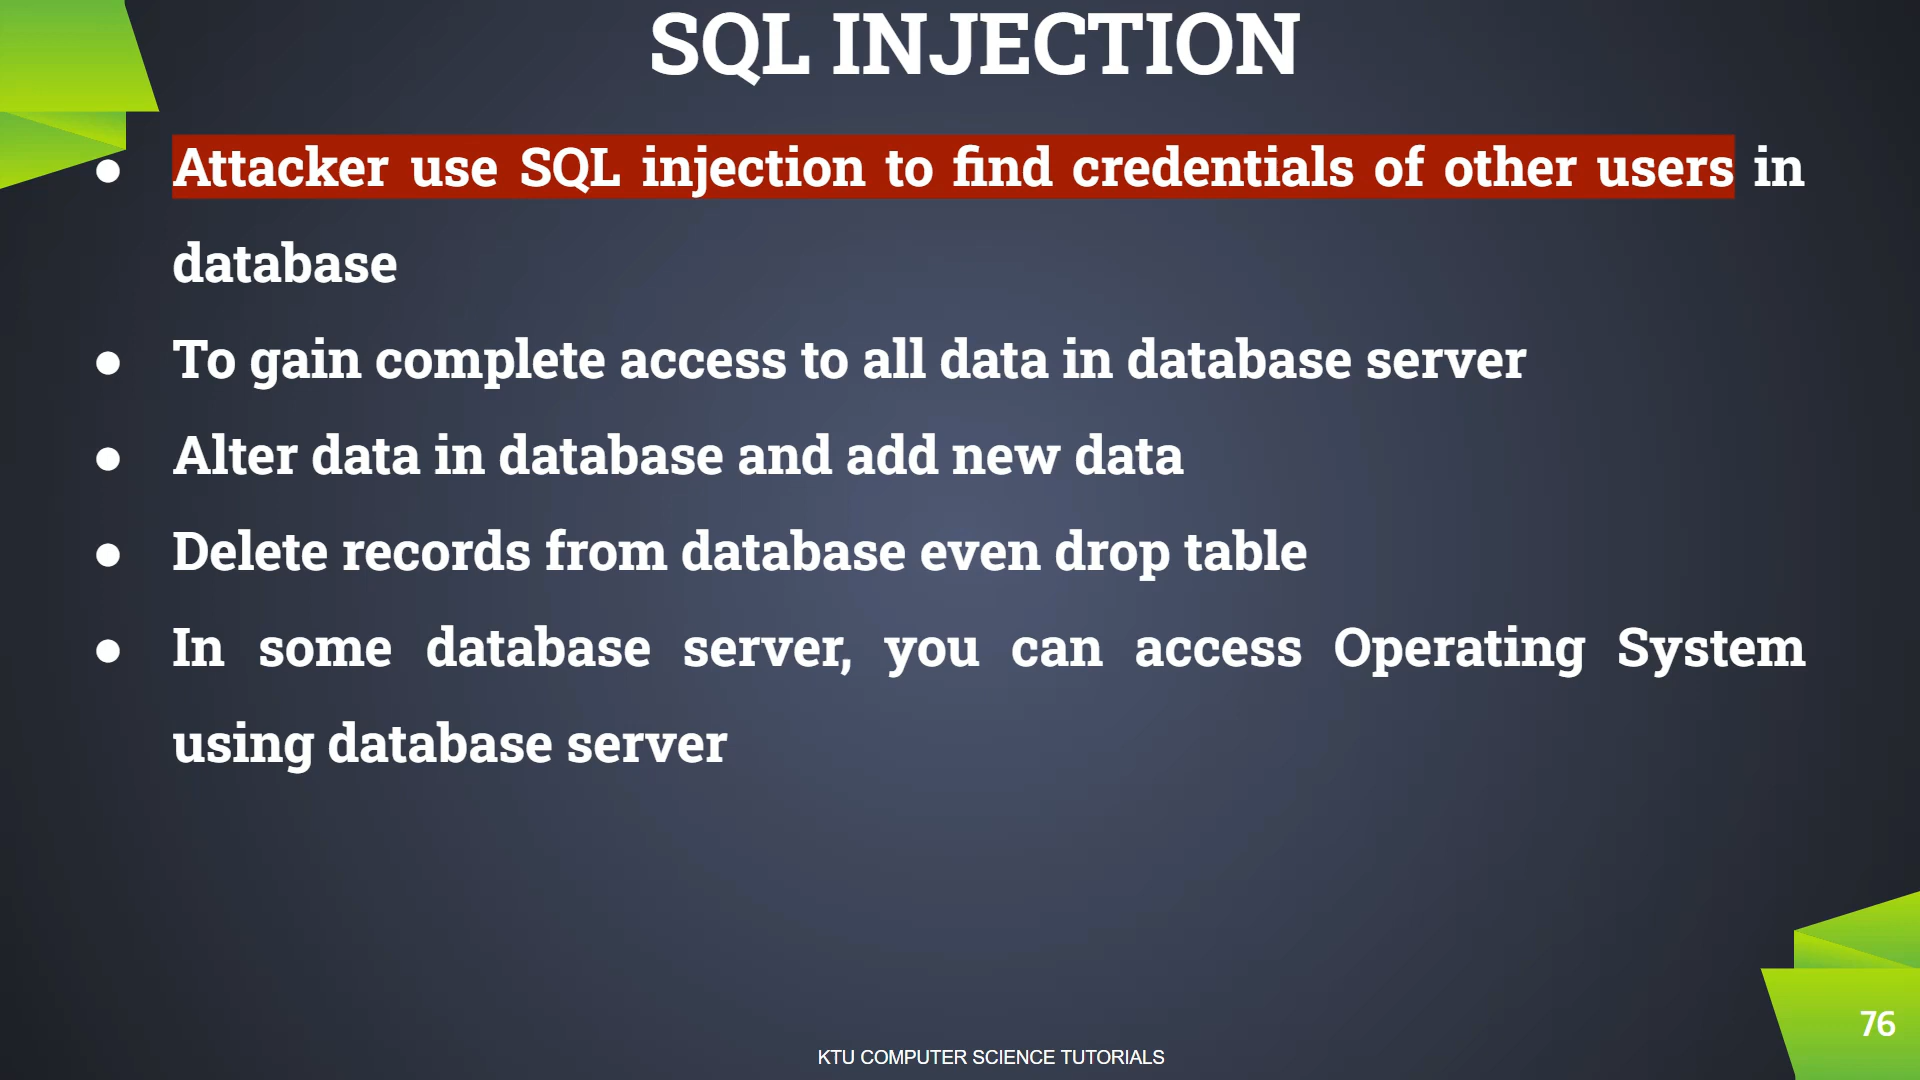 SQL INJECTION
● Attacker use SQL injection to find credentials of other users in
database
● To gain complete access to all data in database server
● Alter data in database and add new data
● Delete records from database even drop table
● In some database server, you can access Operating System
using database server
76
KTU COMPUTER SCIENCE TUTORIALS